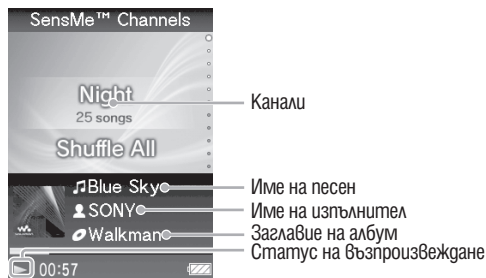 SensMe™ Channels
Night
25 songs
Shuffle All
Blue Sky
SONY
Walkman
00:57
Канали
Име на песен
Име на изпълнител
Заглавие на албум
Статус на възпроизвеждане